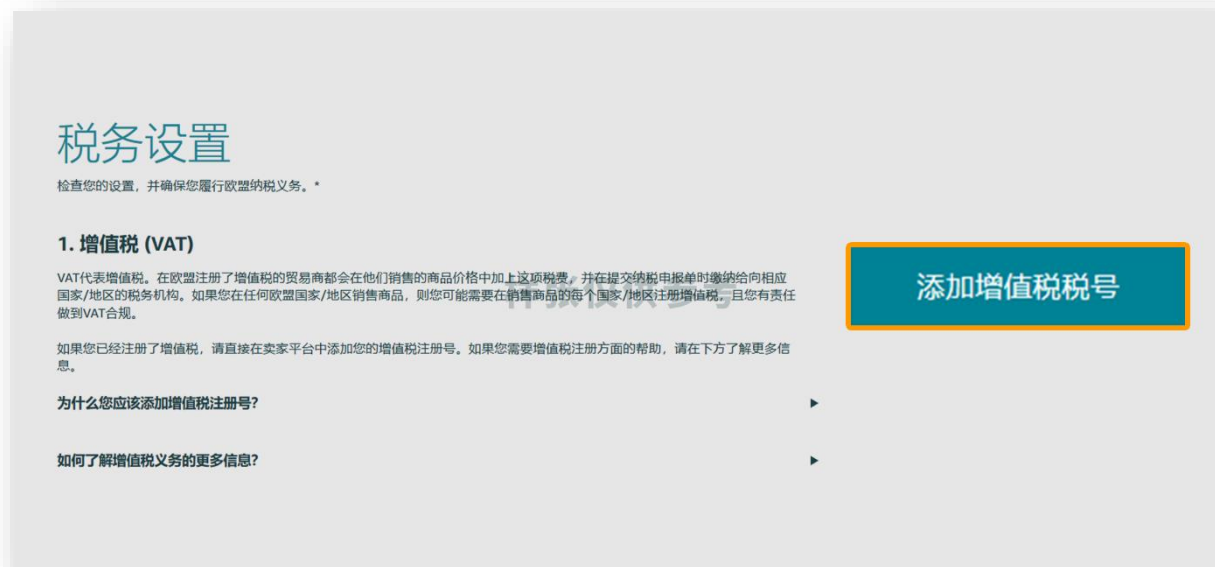 税务设置
检查您的设置，并确保您履行欧盟纳税义务。*
1. 增值税 (VAT)
VAT代表增值税。在欧盟注册了增值税的贸易商都会在他们销售的商品价格中加上这项税费，并在提交纳税申报单时缴纳给向相应
国家/地区的税务机构。如果您在任何欧盟国家/地区销售商品，则您可能需要在销售商品的每个国家/地区注册增值税，且您有责任
做到VAT合规。
样张仅供参考
添加增值税税号
如果您已经注册了增值税，请直接在卖家平台中添加您的增值税注册号。如果您需要增值税注册方面的帮助，请在下方了解更多信
息。
为什么您应该添加增值税注册号?
如何了解增值税义务的更多信息?